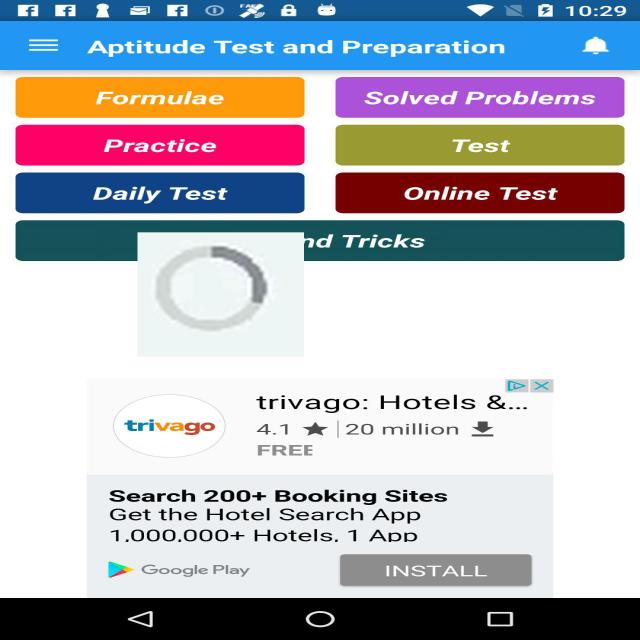 10:29
Aptitude Test and Preparation
Formulae
Solved Problems
Practice
Test
Daily Test
Online Test
nd Tricks
trivago
trivago: Hotels &...
4.1 ★ | 20 million
FREE
Search 200+ Booking Sites
Get the Hotel Search App
1,000,000+ Hotels, 1 App
Google Play
INSTALL